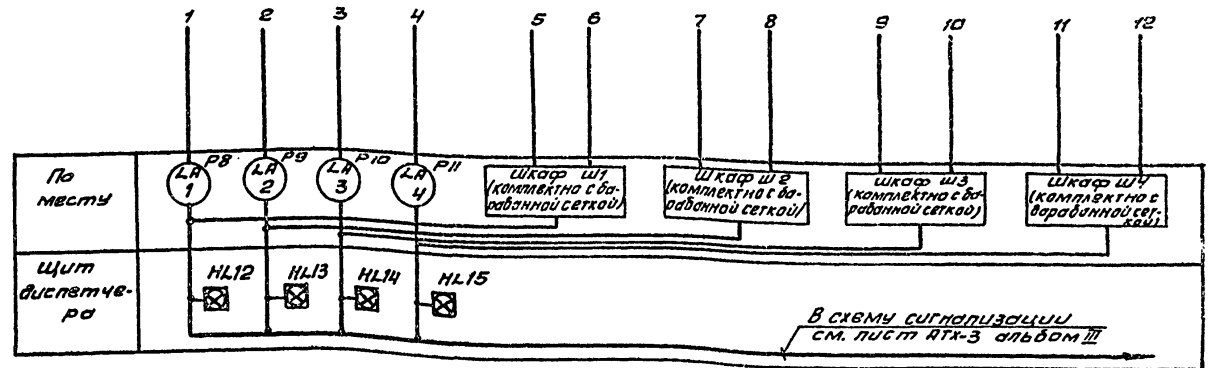 1 2 3 4 5 6 7 8 9 10 11 12
По
месту
LA
1
P8
LA
2
P9
LA
3
P10
LA
4
P11
Шкаф Ш1
(комплектно с ба-
рабанной сеткой)
Шкаф Ш2
(комплектно с ба-
рабанной сеткой)
Шкаф Ш3
(комплектно с ба-
рабанной сеткой)
Шкаф Ш4
(комплектно с
барабанной сет-
кой)
Щит
диспетче-
ра
HL12
HL13
HL14
HL15
В схему сигнализации
см. лист АТХ-3 альбом III